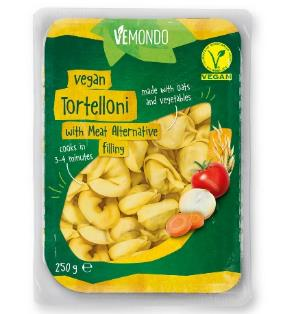 VEMONDO
V
VEGAN
vegan
Tortelloni
made with oats
and vegetables
with Meat Alternative
filling
cooks in
3-4 minutes
250 g ℮